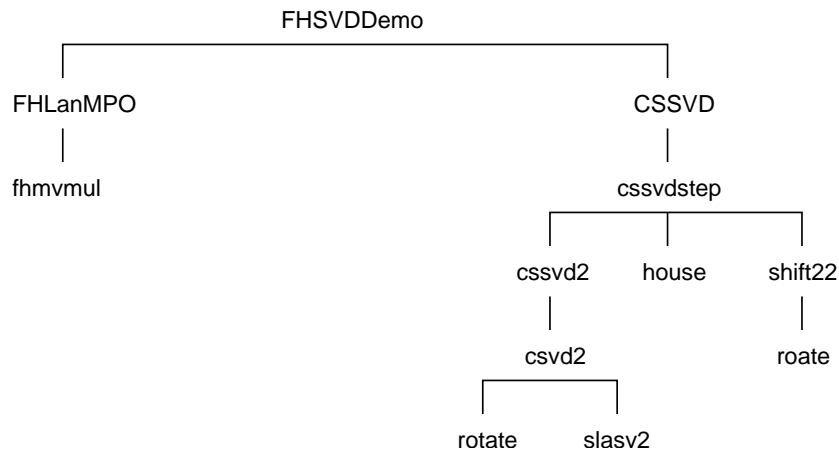 FHSVDDemo
FHLanMPO CSSVD
fhmvmul cssvdstep
cssvd2 house shift22
csvd2 roate
rotate slasv2